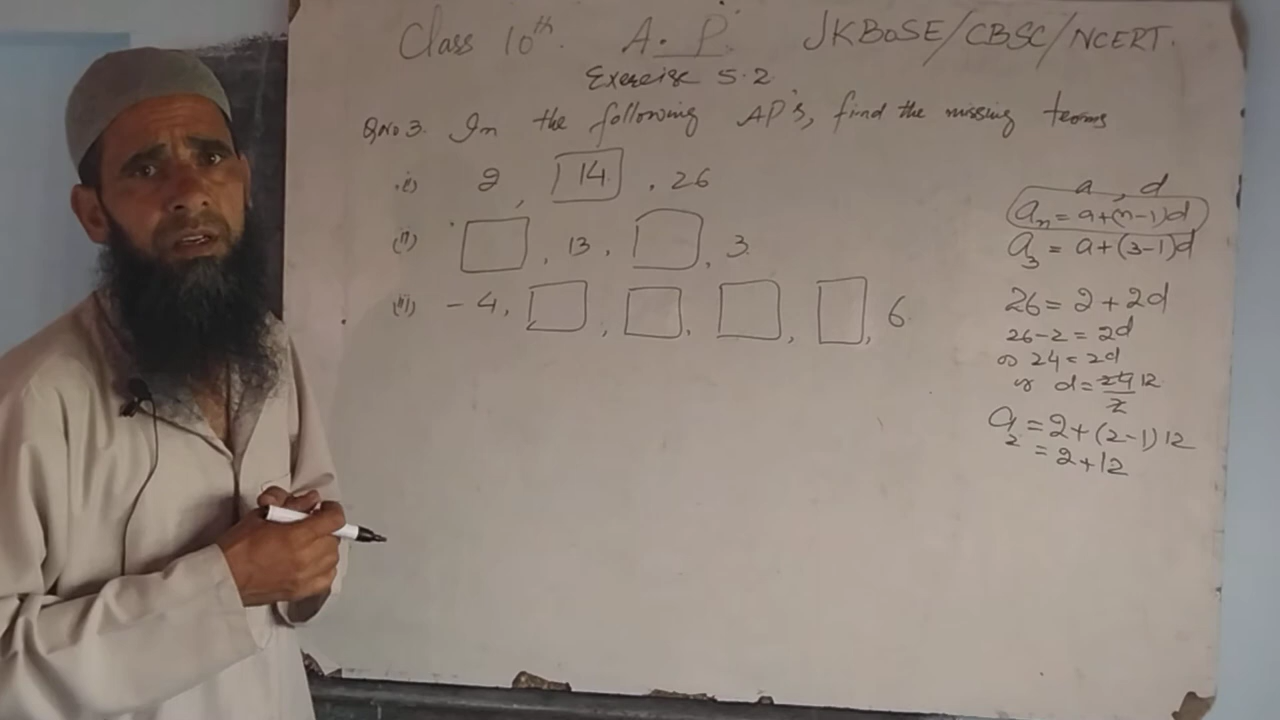 Class 10th. A.P. JKBOSE/CBSC/NCERT.
Exercise 5.2
Qno 3. In the following AP's, find the missing terms
(i) 2, 14, 26
(ii) , 13, , 3
(iii) -4, , , , , 6
a, d
aₙ = a+(n-1)d
a₃ = a+(3-1)d
26 = 2 + 2d
26-2 = 2d
or 24 = 2d
or d = 24/2 12
a₂ = 2+(2-1)12
= 2+12